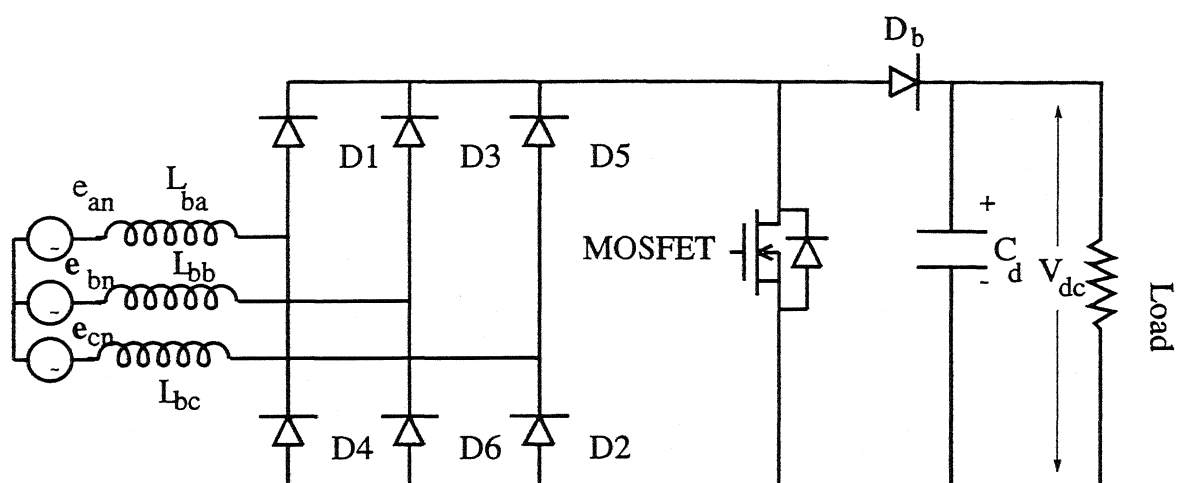 D b
D1
D3
D5
e an
L ba
MOSFET
+
C d
-
V dc
Load
e bn
L bb
e cn
L bc
D4
D6
D2
~
~
~